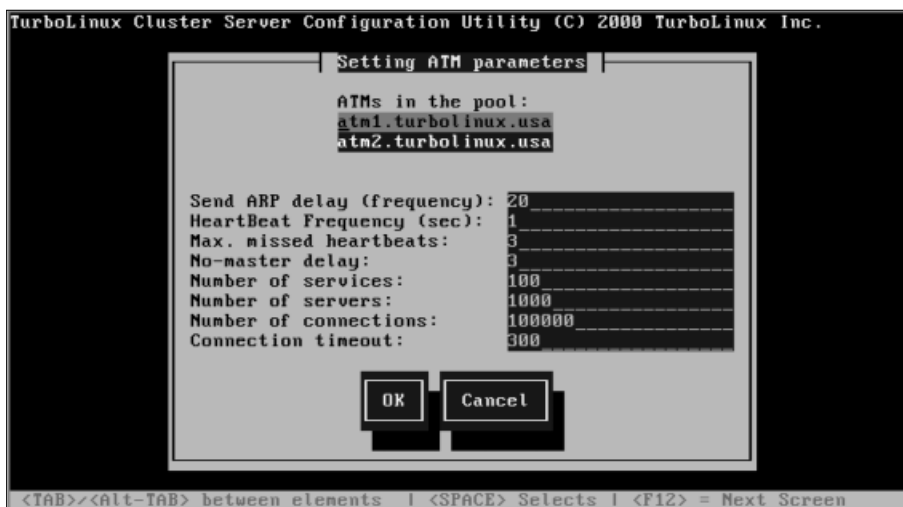 TurboLinux Cluster Server Configuration Utility (C) 2000 TurboLinux Inc.
Setting ATM parameters
ATMs in the pool:
atm1.turbolinux.usa
atm2.turbolinux.usa
Send ARP delay (frequency): 20
HeartBeat Frequency (sec): 1
Max. missed heartbeats: 3
No-master delay: 3
Number of services: 100
Number of servers: 1000
Number of connections: 100000
Connection timeout: 300
OK Cancel
<TAB>/<Alt-TAB> between elements | <SPACE> Selects | <F12> = Next Screen